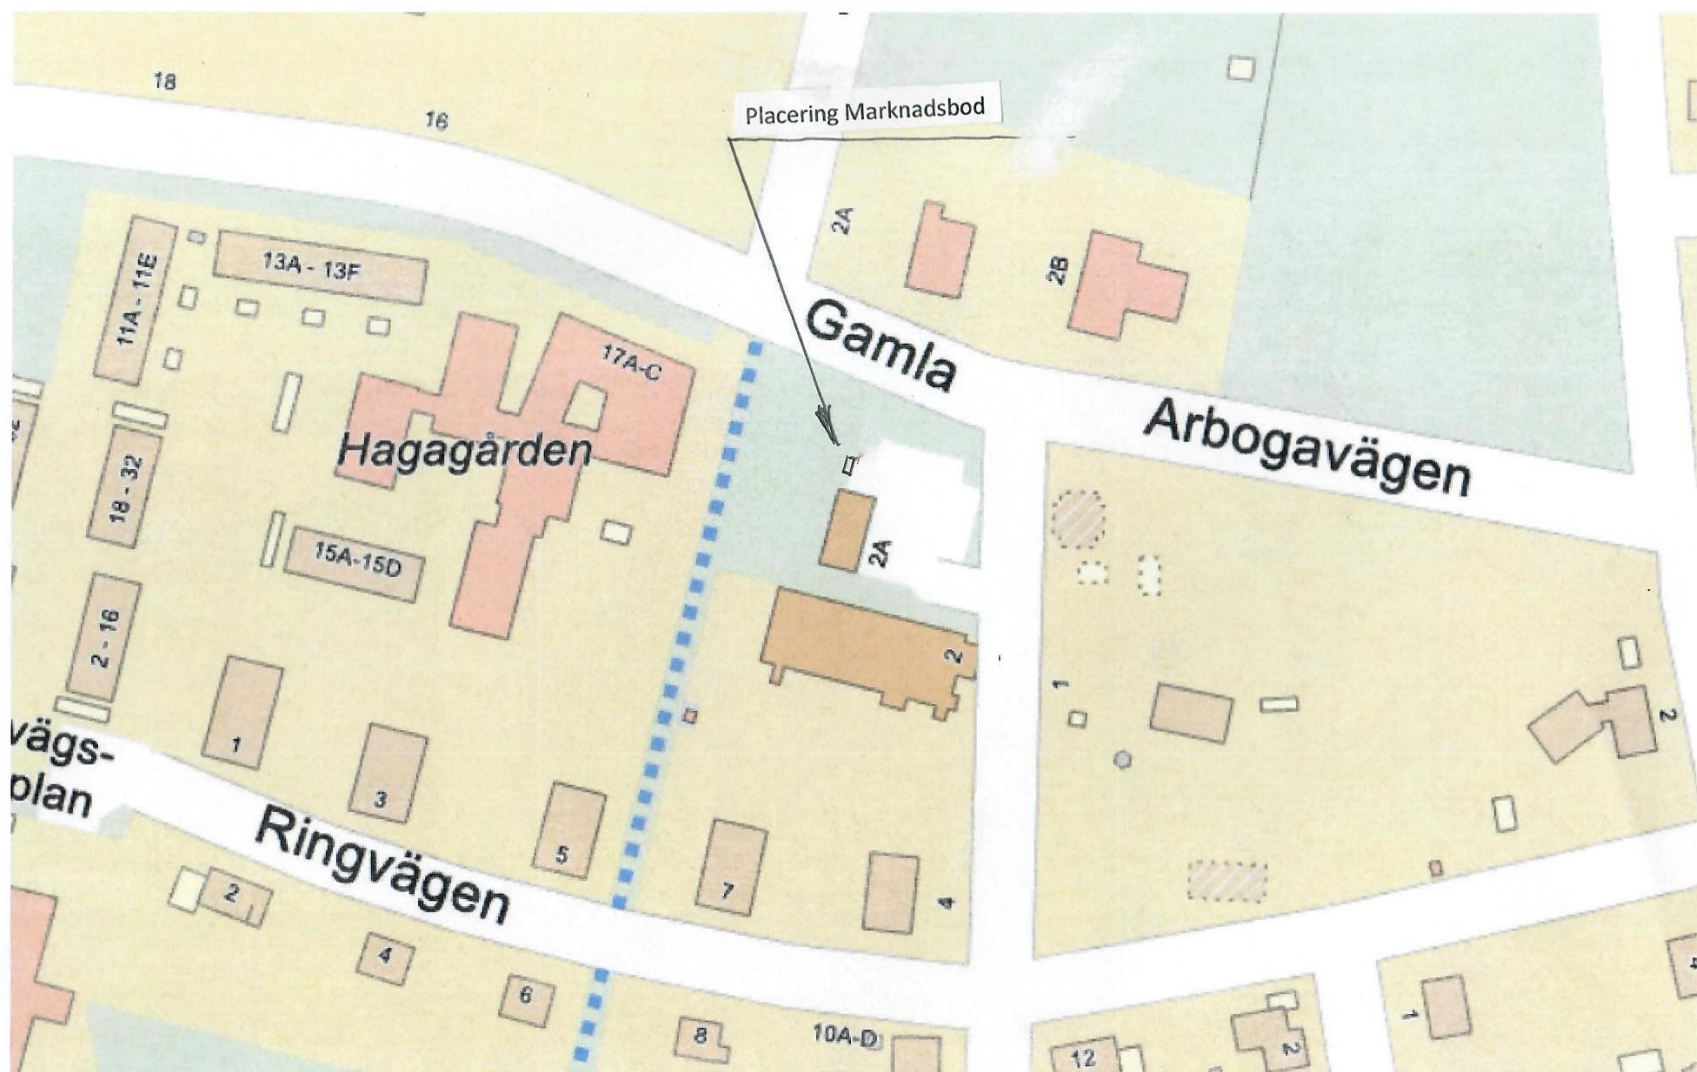 18
16
Placering Marknadsbod
2A
2B
11A - 11E
13A - 13F
17A-C
Gamla
Arbogavägen
Hagagården
18 - 32
15A-15D
2A
2 - 16
2
1
2
vägs-
plan
1
3
5
7
4
Ringvägen
2
4
6
8
10A-D
12
2
1
4